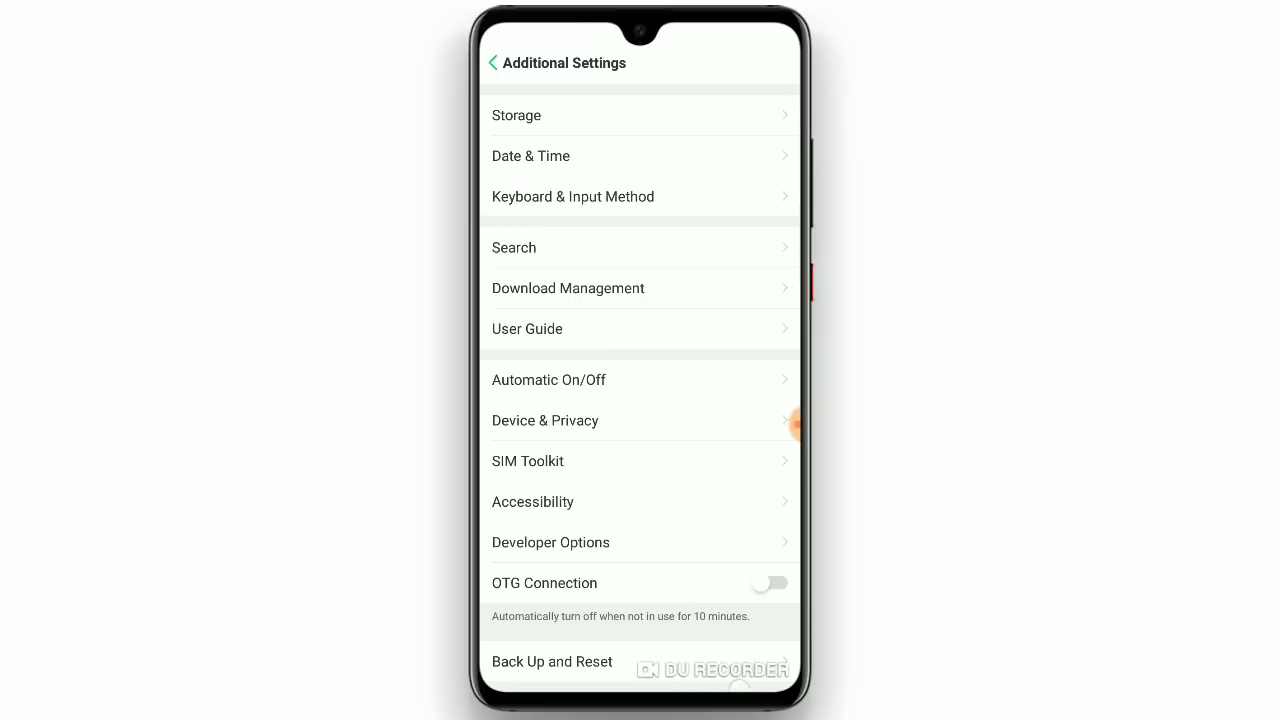 Additional Settings
Storage
Date & Time
Keyboard & Input Method
Search
Download Management
User Guide
Automatic On/Off
Device & Privacy
SIM Toolkit
Accessibility
Developer Options
OTG Connection
Automatically turn off when not in use for 10 minutes.
Back Up and Reset
DU RECORDER